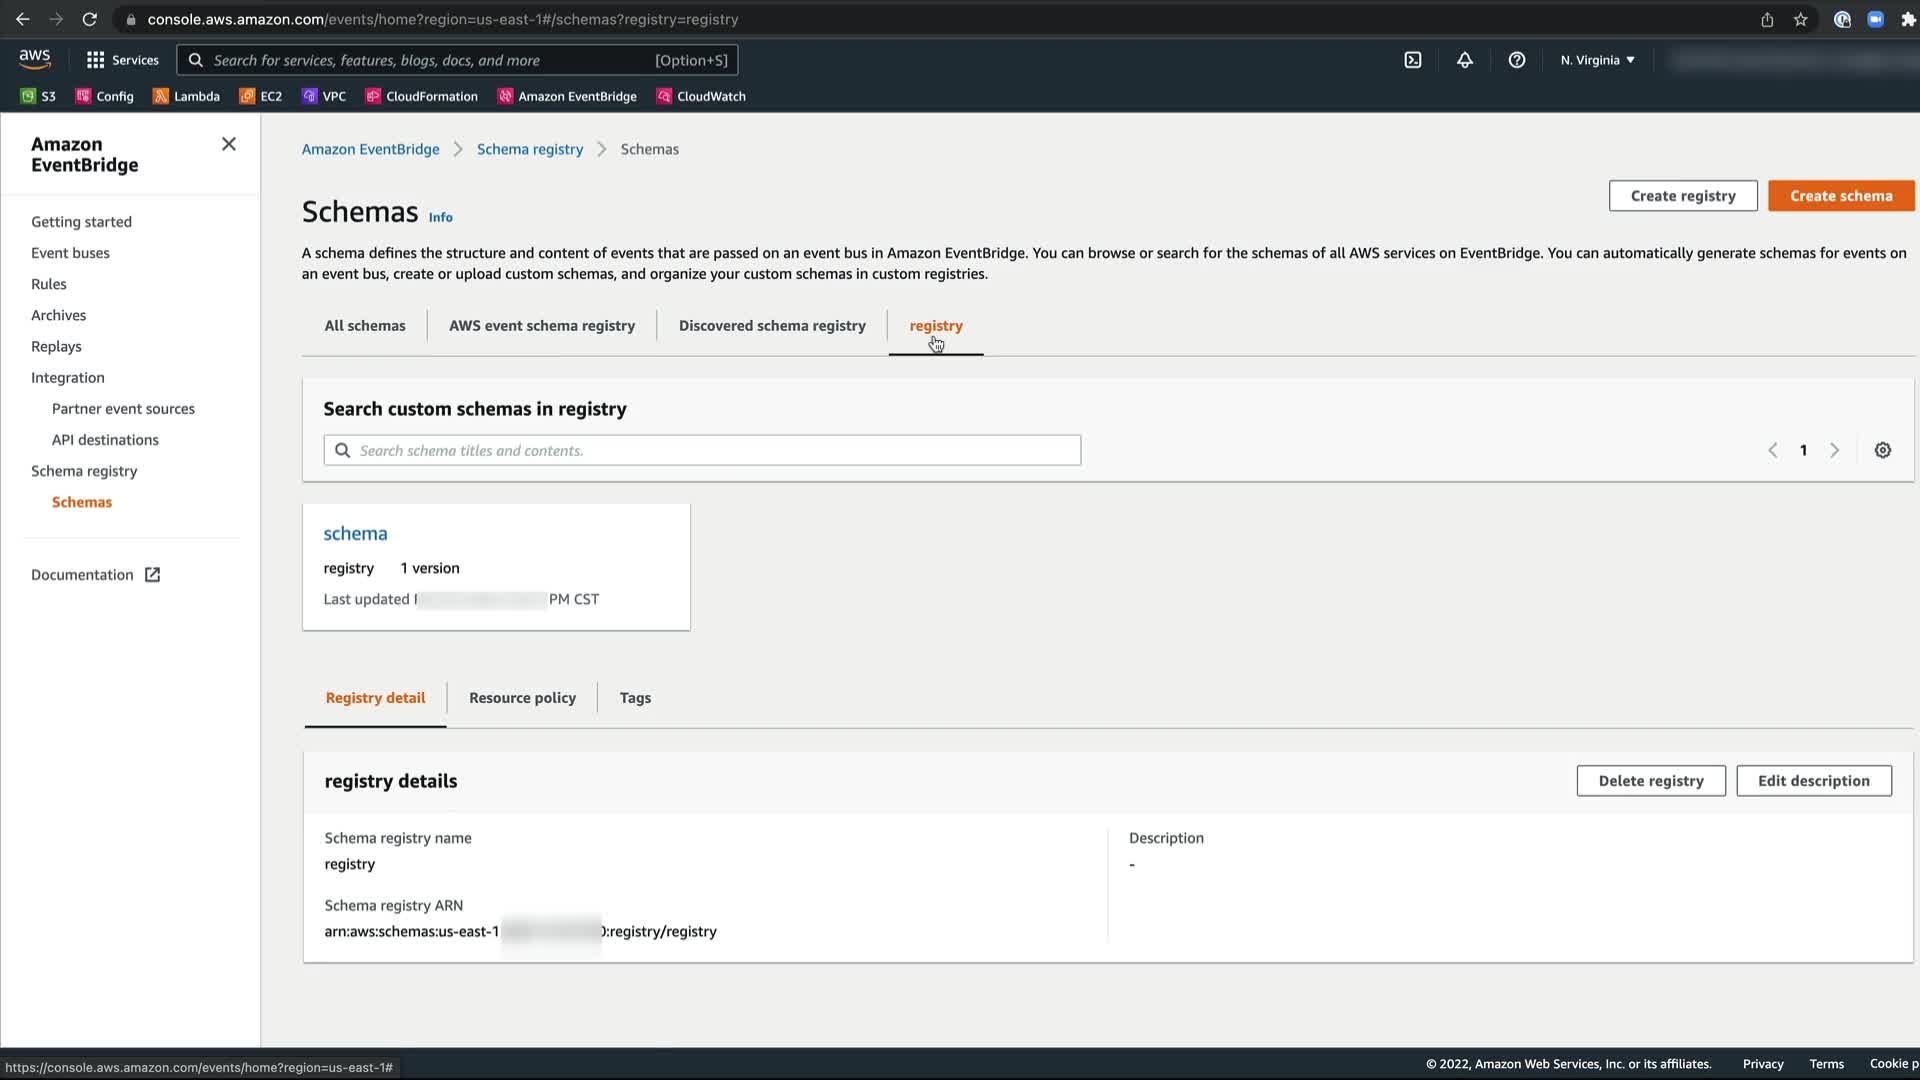 console.aws.amazon.com/events/home?region=us-east-1#/schemas?registry=registry
aws Services Search for services, features, blogs, docs, and more [Option+S] N. Virginia ▼
S3 Config Lambda EC2 VPC CloudFormation Amazon EventBridge CloudWatch
Amazon
EventBridge
Getting started
Event buses
Rules
Archives
Replays
Integration
Partner event sources
API destinations
Schema registry
Schemas
Documentation
Amazon EventBridge > Schema registry > Schemas
Schemas Info
Create registry Create schema
A schema defines the structure and content of events that are passed on an event bus in Amazon EventBridge. You can browse or search for the schemas of all AWS services on EventBridge. You can automatically generate schemas for events on
an event bus, create or upload custom schemas, and organize your custom schemas in custom registries.
All schemas AWS event schema registry Discovered schema registry registry
Search custom schemas in registry
Search schema titles and contents. 1
schema
registry 1 version
Last updated PM CST
Registry detail Resource policy Tags
registry details Delete registry Edit description
Schema registry name
registry
Schema registry ARN
arn:aws:schemas:us-east-1 :registry/registry
Description
-
https://console.aws.amazon.com/events/home?region=us-east-1#
© 2022, Amazon Web Services, Inc. or its affiliates. Privacy Terms Cookie p